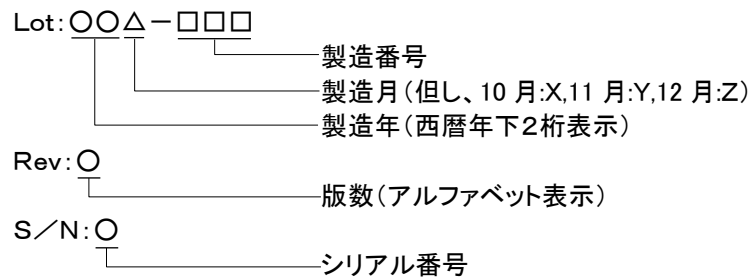 Lot:○○△－□□□
製造番号
製造月(但し、10 月:X,11 月:Y,12 月:Z)
製造年(西暦年下２桁表示)
Rev:○
版数(アルファベット表示)
S／N:○
シリアル番号